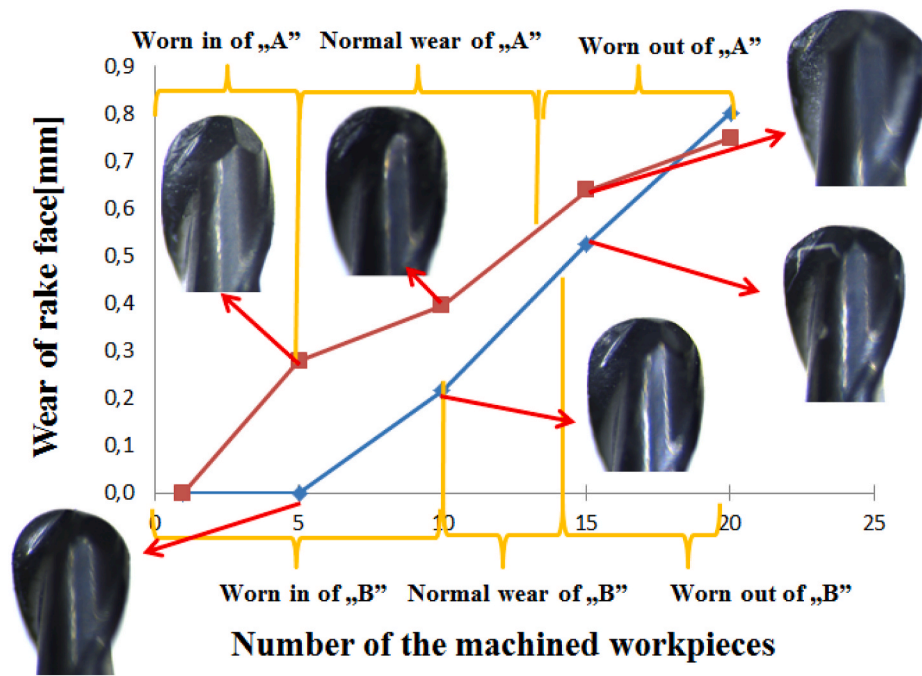 Worn in of „A” Normal wear of „A” Worn out of „A”
0,9
0,8
0,7
0,6
0,5
0,4
0,3
0,2
0,1
0,0
Wear of rake face[mm]
0 5 10 15 20 25
Worn in of „B” Normal wear of „B” Worn out of „B”
Number of the machined workpieces